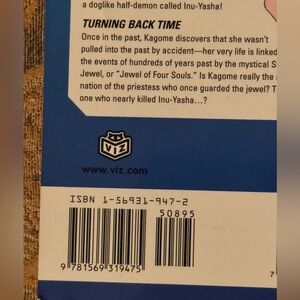 a doglike half-demon called Inu-Yasha!
TURNING BACK TIME
Once in the past, Kagome discovers that she wasn't
pulled into the past by accident—her very life is linked
the events of hundreds of years past by the mystical S
Jewel, or "Jewel of Four Souls." Is Kagome really the
nation of the priestess who once guarded the jewel? T
one who nearly killed Inu-Yasha...?
VIZ
www.viz.com
ISBN 1-56931-947-2
50895
9 781569 319475
7